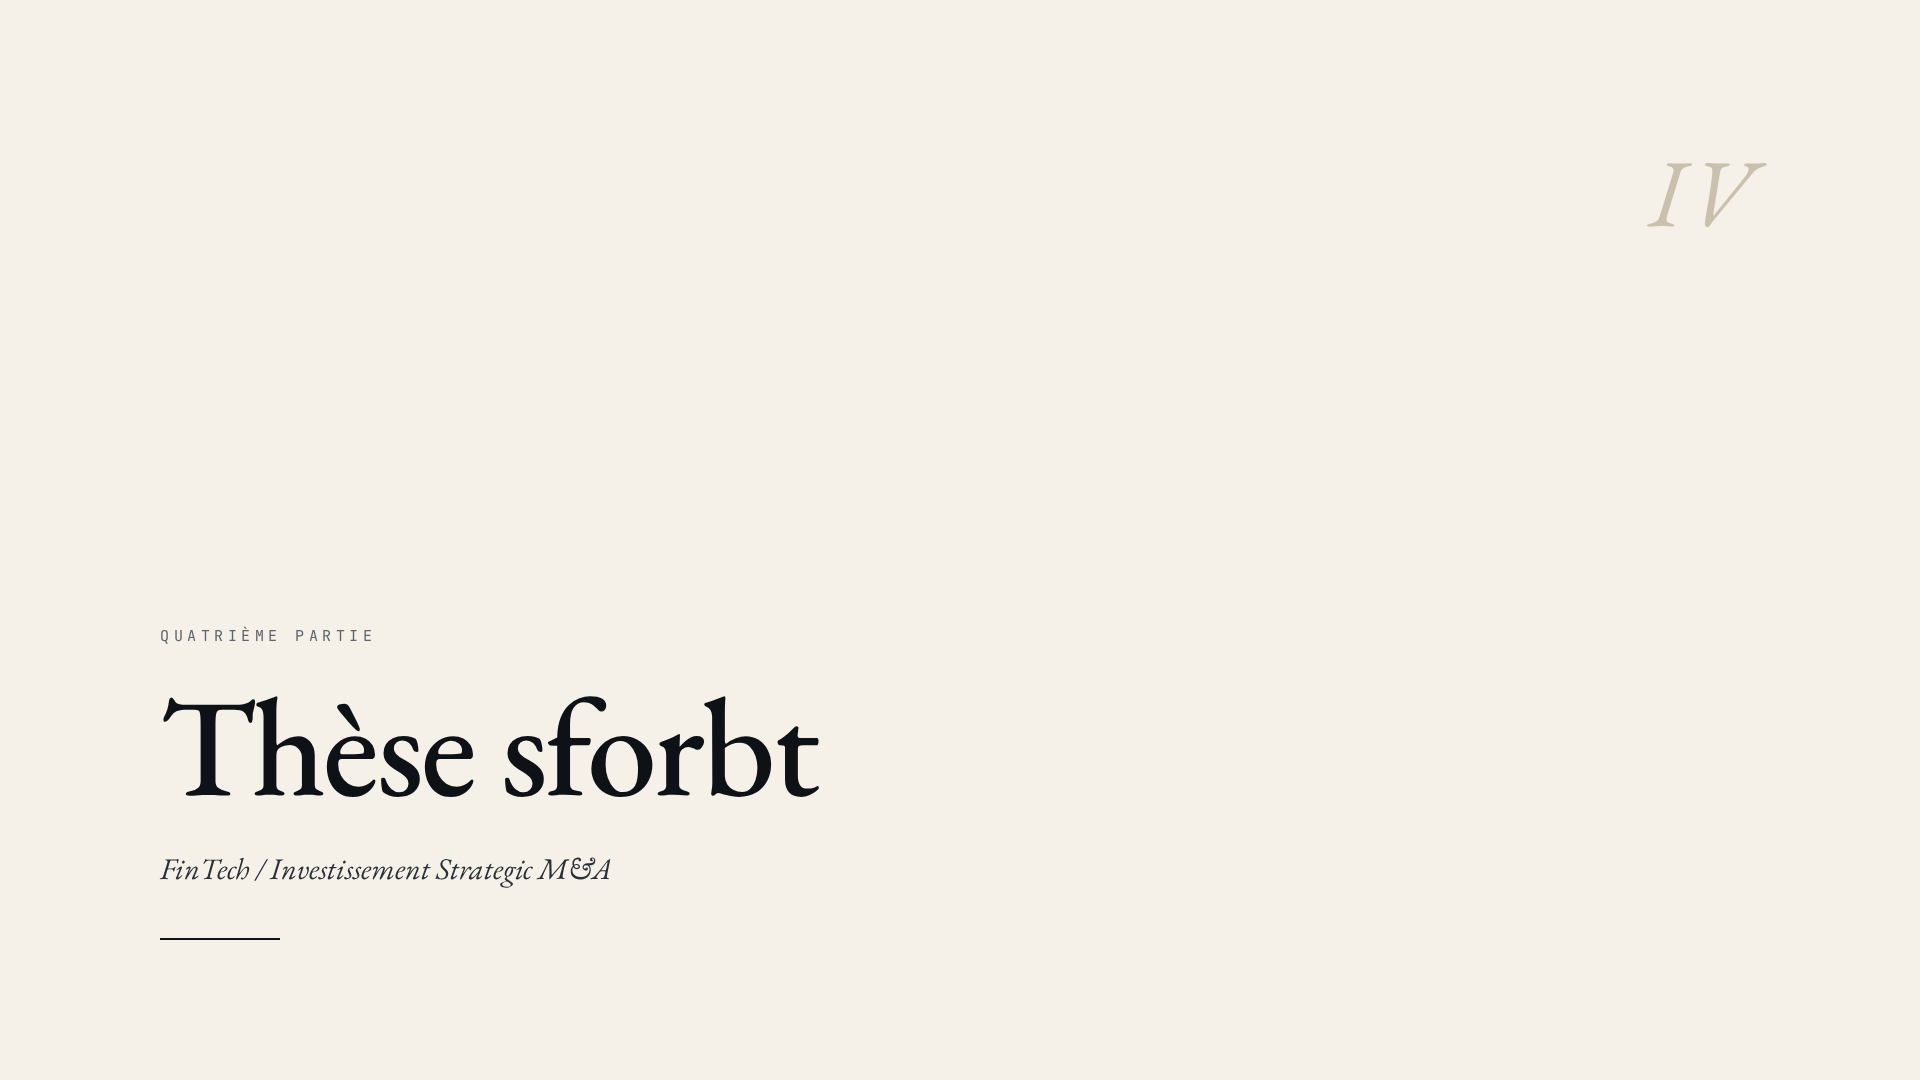 IV
QUATRIÈME PARTIE
Thèse sforbt
FinTech / Investissement Strategic M&A